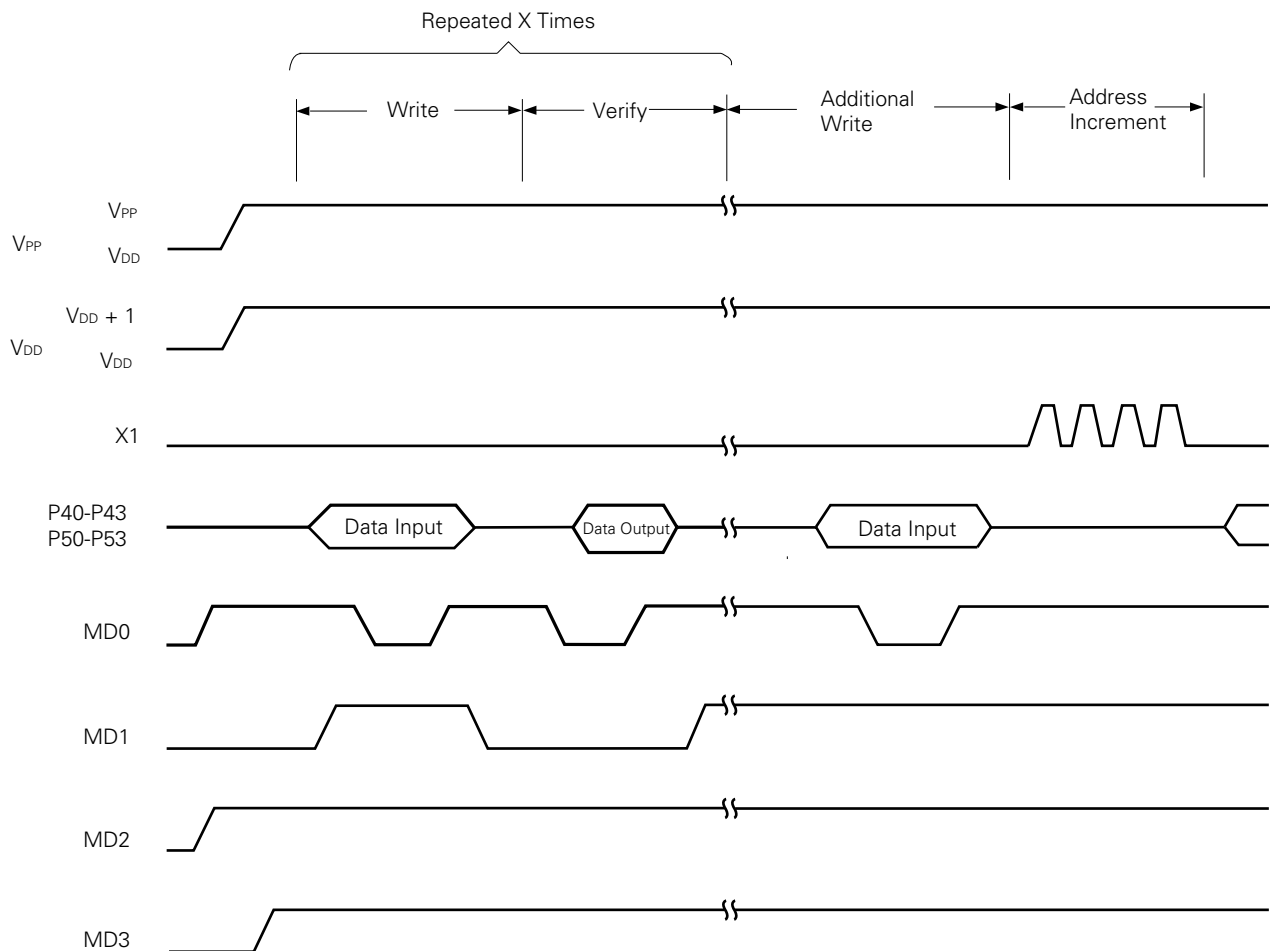 Repeated X Times
Write
Verify
Additional
Write
Address
Increment
VPP
VPP
VDD
VDD + 1
VDD
VDD
X1
P40-P43
P50-P53
Data Input
Data Output
Data Input
MD0
MD1
MD2
MD3